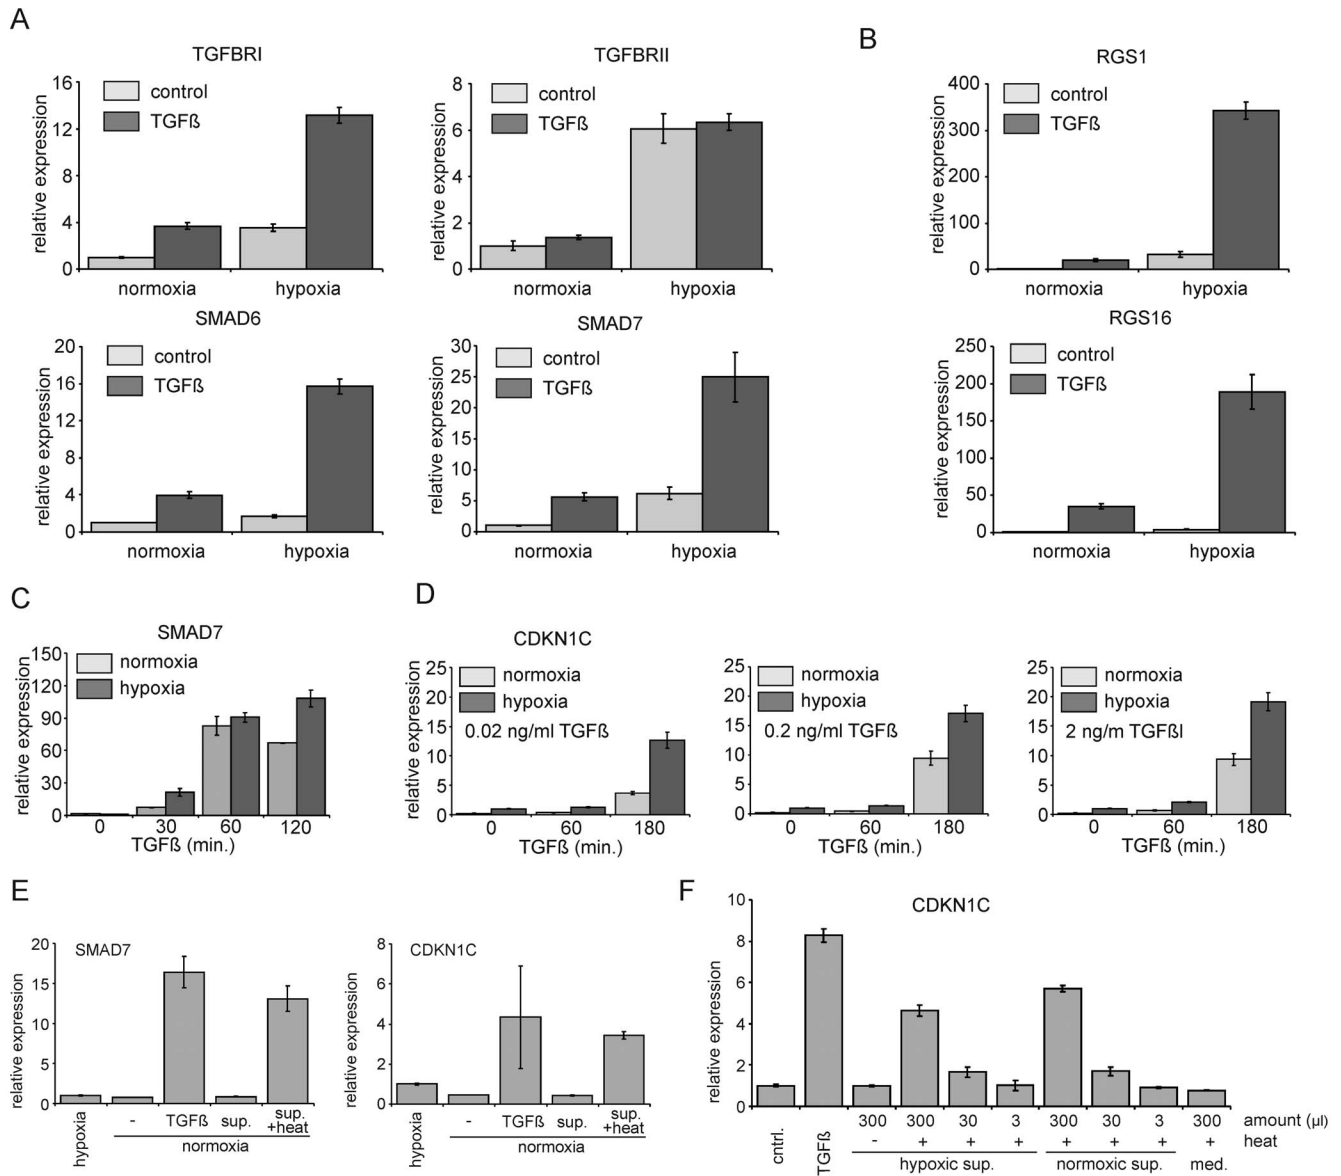 A
TGFBRI
relative expression
16
12
8
4
0
control
TGFß
normoxia
hypoxia
TGFBRII
relative expression
8
6
4
2
0
control
TGFß
normoxia
hypoxia
SMAD6
relative expression
20
16
12
8
4
0
control
TGFß
normoxia
hypoxia
SMAD7
relative expression
30
25
20
15
10
5
0
control
TGFß
normoxia
hypoxia
B
RGS1
relative expression
400
300
200
100
0
control
TGFß
normoxia
hypoxia
RGS16
relative expression
250
200
150
100
50
0
control
TGFß
normoxia
hypoxia
C
SMAD7
relative expression
150
120
90
60
30
0
normoxia
hypoxia
0 30 60 120
TGFß (min.)
D
CDKN1C
relative expression
25
20
15
10
5
0
normoxia
hypoxia
0.02 ng/ml TGFß
0 60 180
TGFß (min.)
25
20
15
10
5
0
normoxia
hypoxia
0.2 ng/ml TGFß
0 60 180
TGFß (min.)
25
20
15
10
5
0
normoxia
hypoxia
2 ng/m TGFßl
0 60 180
TGFß (min.)
E
SMAD7
relative expression
20
15
10
5
0
hypoxia
- TGFß sup. sup.
+heat
normoxia
CDKN1C
relative expression
8
6
4
2
0
hypoxia
- TGFß sup. sup.
+heat
normoxia
F
CDKN1C
relative expression
10
8
6
4
2
0
cntrl.
TGFß
300 300 30 3 300 30 3 300 amount (µl)
- + + + + + + + heat
hypoxic sup. normoxic sup. med.